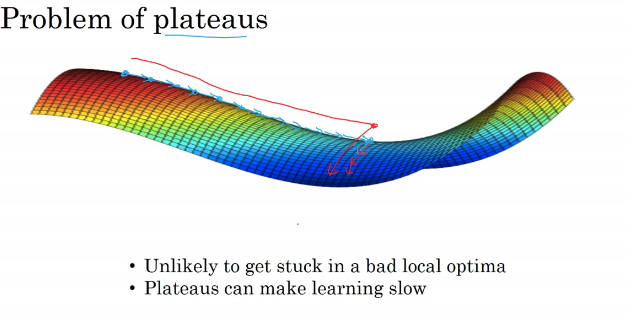 Problem of plateaus
• Unlikely to get stuck in a bad local optima
• Plateaus can make learning slow